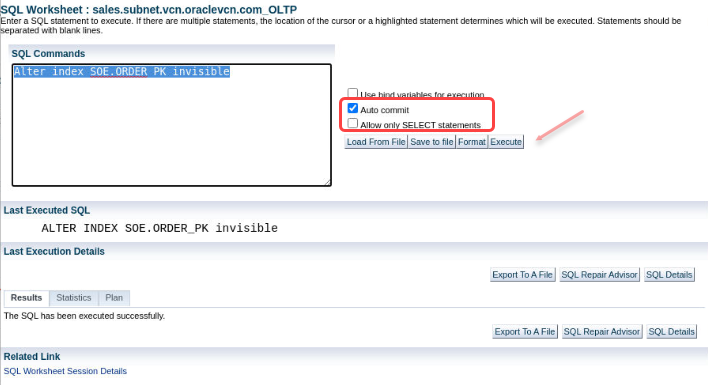 SQL Worksheet : sales.subnet.vcn.oraclevcn.com_OLTP
Enter a SQL statement to execute. If there are multiple statements, the location of the cursor or a highlighted statement determines which will be executed. Statements should be
separated with blank lines.
SQL Commands
Alter index SOE.ORDER PK invisible
Use bind variables for execution
Auto commit
Allow only SELECT statements
Load From File Save to file Format Execute
Last Executed SQL
ALTER INDEX SOE.ORDER_PK invisible
Last Execution Details
Export To A File SQL Repair Advisor SQL Details
Results Statistics Plan
The SQL has been executed successfully.
Export To A File SQL Repair Advisor SQL Details
Related Link
SQL Worksheet Session Details